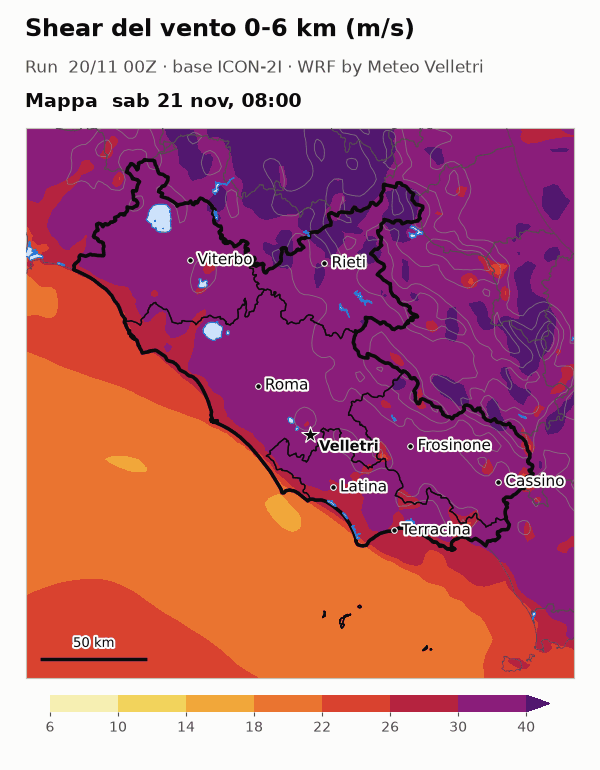 Shear del vento 0-6 km (m/s)
Run  20/11 00Z · base ICON-2I · WRF by Meteo Velletri
Mappa  sab 21 nov, 08:00
Viterbo
Rieti
Roma
Velletri
Frosinone
Cassino
Latina
Terracina
50 km
6 10 14 18 22 26 30 40